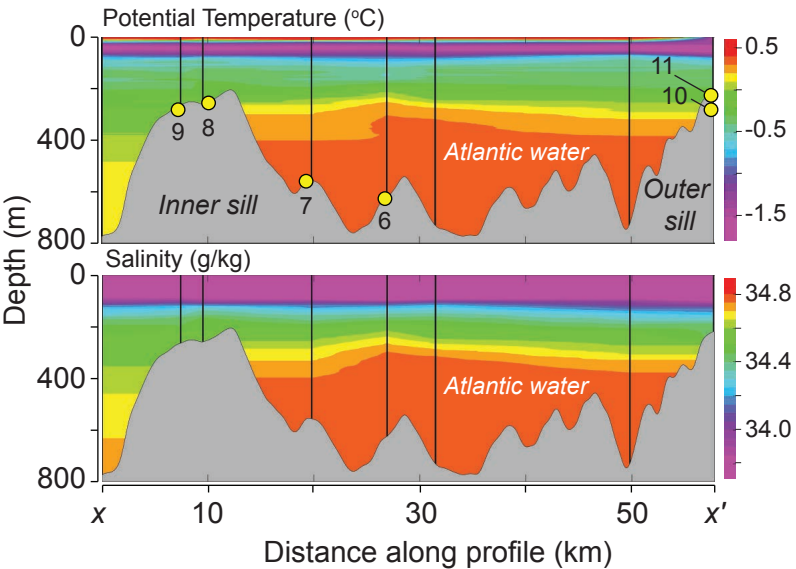 Potential Temperature (°C)
0
400
800
Depth (m)
9
8
7
6
11
10
Inner sill
Atlantic water
Outer
sill
0.5
-0.5
-1.5
Salinity (g/kg)
0
400
800
Atlantic water
34.8
34.4
34.0
x 10 30 50 x'
Distance along profile (km)